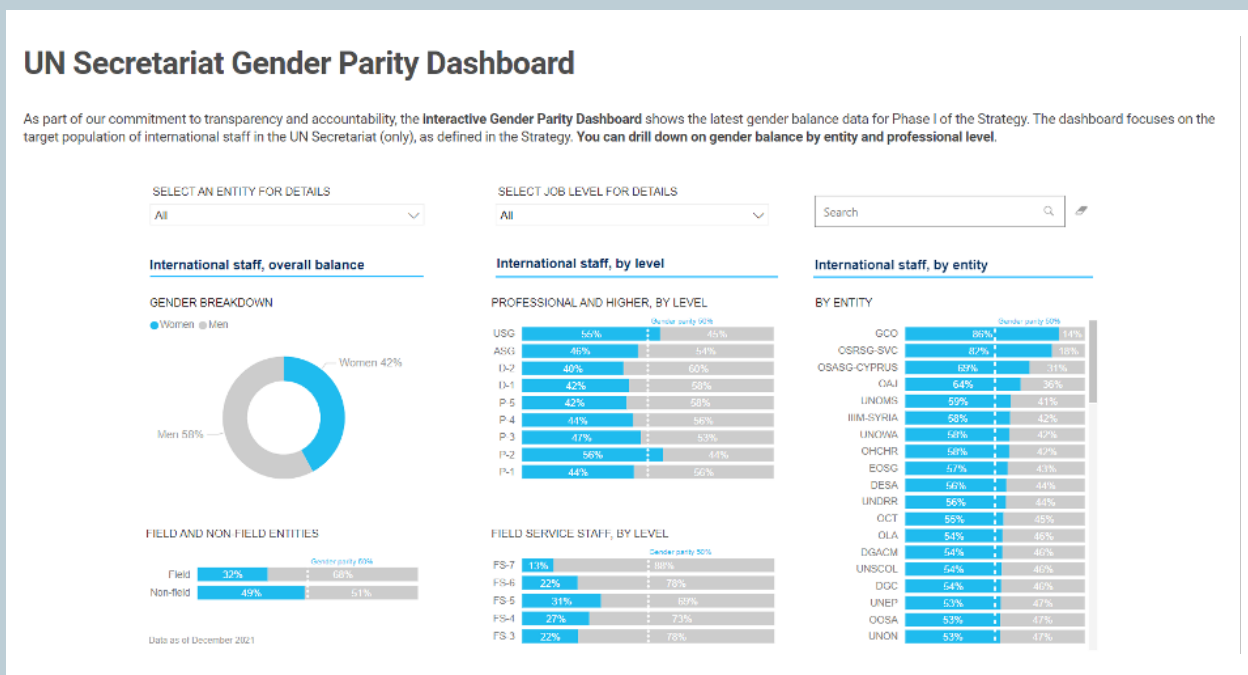 UN Secretariat Gender Parity Dashboard
As part of our commitment to transparency and accountability, the interactive Gender Parity Dashboard shows the latest gender balance data for Phase I of the Strategy. The dashboard focuses on the
target population of international staff in the UN Secretariat (only), as defined in the Strategy. You can drill down on gender balance by entity and professional level.
SELECT AN ENTITY FOR DETAILS
All
SELECT JOB LEVEL FOR DETAILS
All
Search
International staff, overall balance
GENDER BREAKDOWN
Women Men
Women 42%
Men 58%
FIELD AND NON FIELD ENTITIES
Gender parity 50%
Field 32% 68%
Non-field 49% 51%
Data as of December 2021
International staff, by level
PROFESSIONAL AND HIGHER, BY LEVEL
Gender parity 50%
USG 55% 45%
ASG 46% 54%
D-2 40% 60%
D-1 42% 58%
P-5 42% 58%
P-4 44% 56%
P-3 47% 53%
P-2 56% 44%
P-1 44% 56%
FIELD SERVICE STAFF, BY LEVEL
Gender parity 50%
FS-7 13% 88%
FS-6 22% 78%
FS-5 31% 69%
FS-4 27% 73%
FS-3 22% 78%
International staff, by entity
BY ENTITY
Gender parity 50%
GCO 86% 14%
OSRSG-SVC 82% 18%
OSASG-CYPRUS 69% 31%
OAJ 64% 36%
UNOMS 59% 41%
IIIM-SYRIA 58% 42%
UNOWA 58% 42%
OHCHR 58% 42%
EOSG 57% 43%
DESA 56% 44%
UNDRR 56% 44%
OCT 55% 45%
OLA 54% 46%
DGACM 54% 46%
UNSCOL 54% 46%
DGC 54% 46%
UNEP 53% 47%
OOSA 53% 47%
UNON 53% 47%